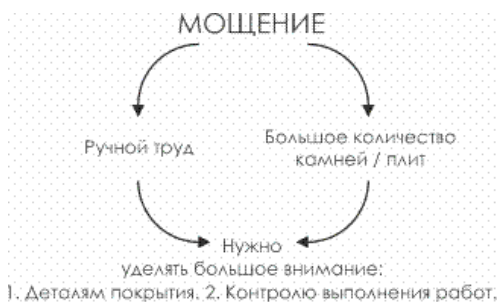 МОЩЕНИЕ
Ручной труд
Большое количество
камней / плит
Нужно
уделять большое внимание:
1. Деталям покрытия. 2. Контролю выполнения работ.